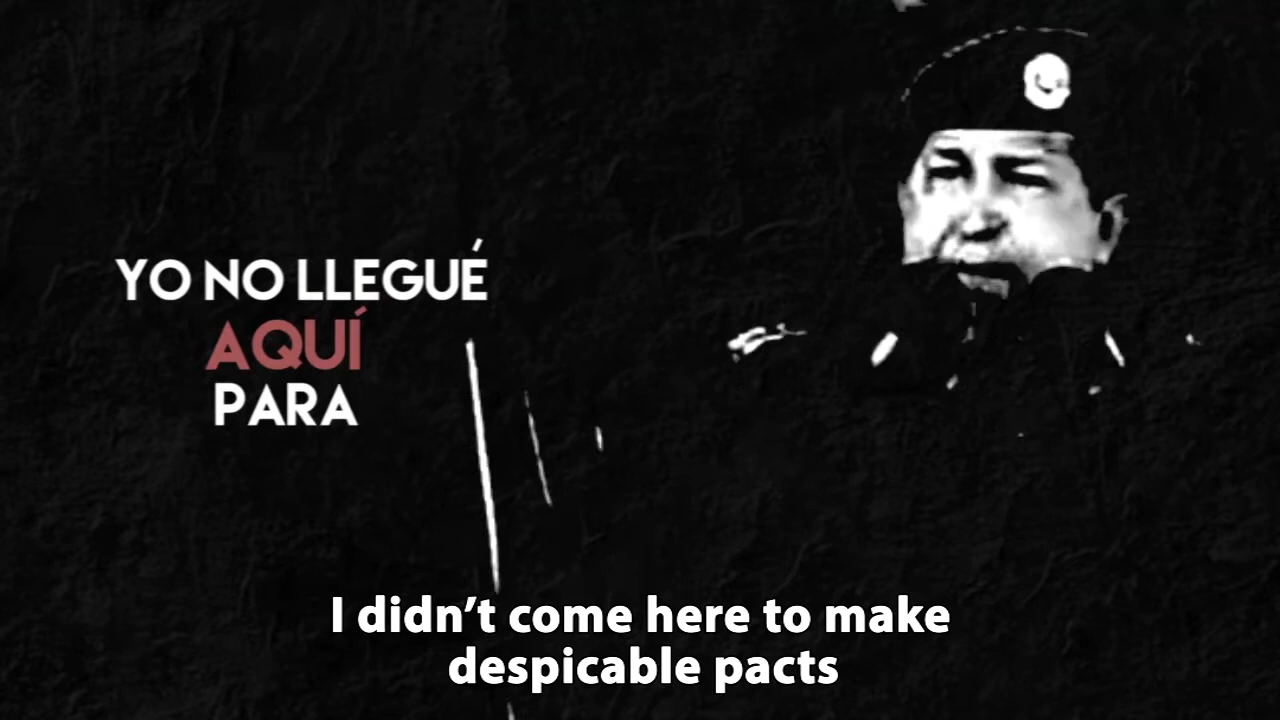 YO NO LLEGUÉ
AQUÍ
PARA
I didn’t come here to make
despicable pacts